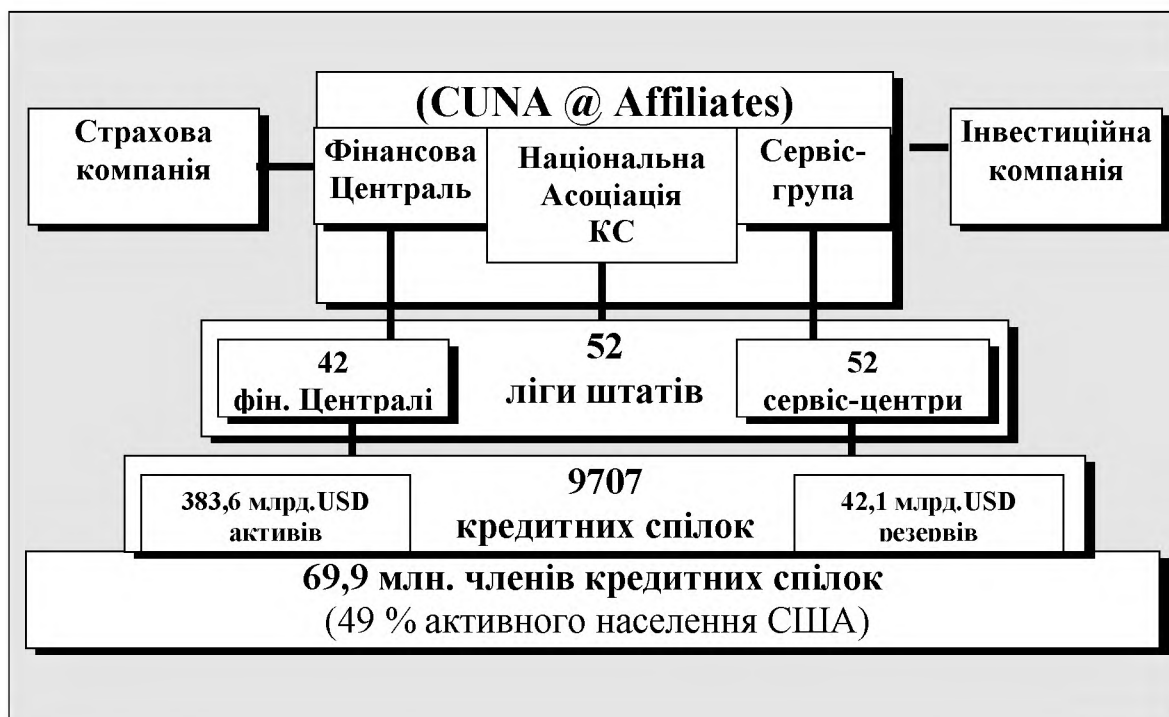 (CUNA @ Affiliates)
Страхова
компанія
Фінансова
Централь
Національна
Асоціація
КС
Сервіс-
група
Інвестиційна
компанія
42
фін. Централі
52
ліги штатів
52
сервіс-центри
383,6 млрд.USD
активів
9707
кредитних спілок
42,1 млрд.USD
резервів
69,9 млн. членів кредитних спілок
(49 % активного населення США)